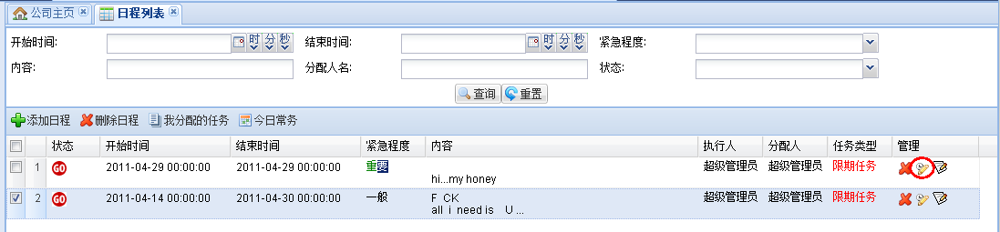 公司主页 日程列表
开始时间: 时 分 秒 结束时间: 时 分 秒 紧急程度:
内容: 分配人名: 状态:
查询 重置
添加日程 删除日程 我分配的任务 今日常务
状态 开始时间 结束时间 紧急程度 内容 执行人 分配人 任务类型 管理
1 GO 2011-04-29 00:00:00 2011-04-29 00:00:00 重要 超级管理员 超级管理员 限期任务
hi...my honey
2 GO 2011-04-14 00:00:00 2011-04-30 00:00:00 一般 F CK 超级管理员 超级管理员 限期任务
all i need is U ...